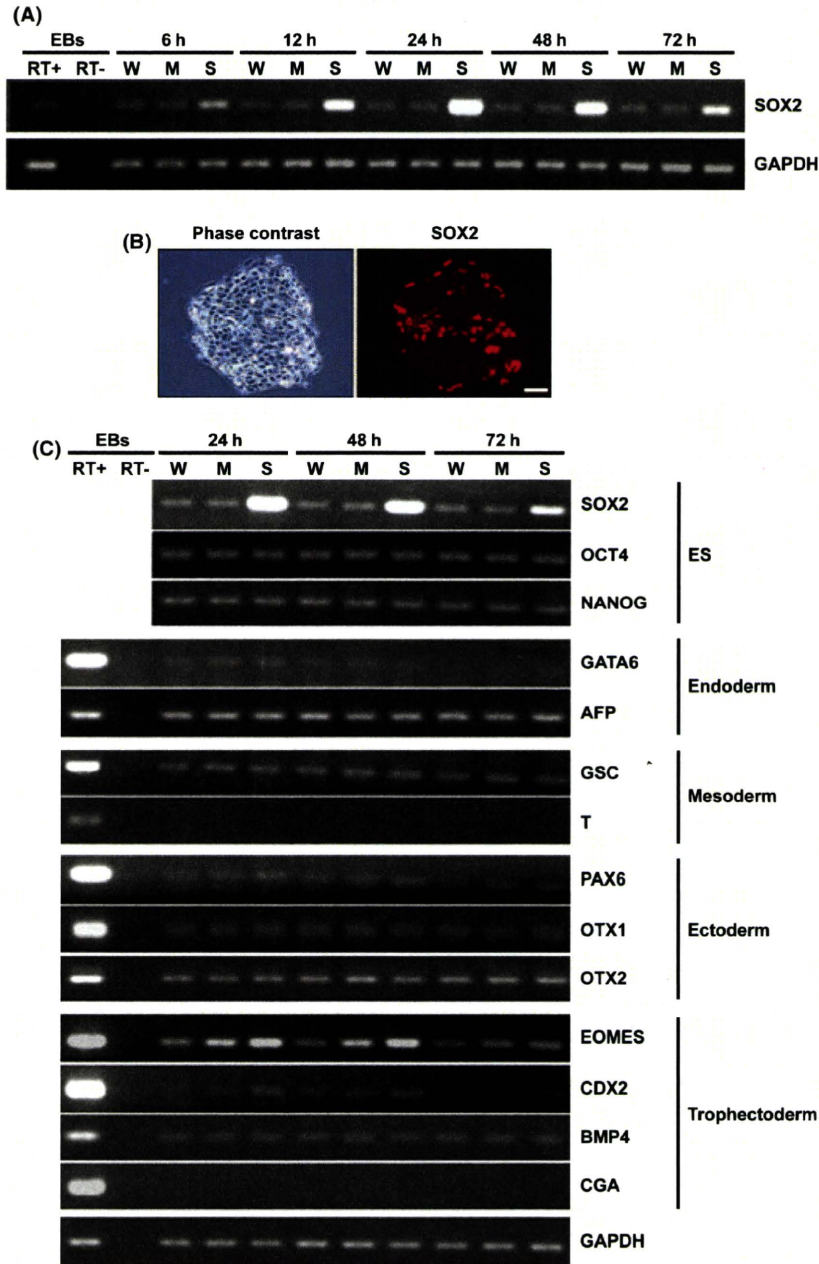 (A)
EBs 6 h 12 h 24 h 48 h 72 h
RT+ RT- W M S W M S W M S W M S W M S
SOX2
GAPDH
(B) Phase contrast SOX2
(C) EBs 24 h 48 h 72 h
RT+ RT- W M S W M S W M S
SOX2
OCT4 ES
NANOG
GATA6
Endoderm
AFP
GSC
Mesoderm
T
PAX6
OTX1 Ectoderm
OTX2
EOMES
CDX2
Trophectoderm
BMP4
CGA
GAPDH